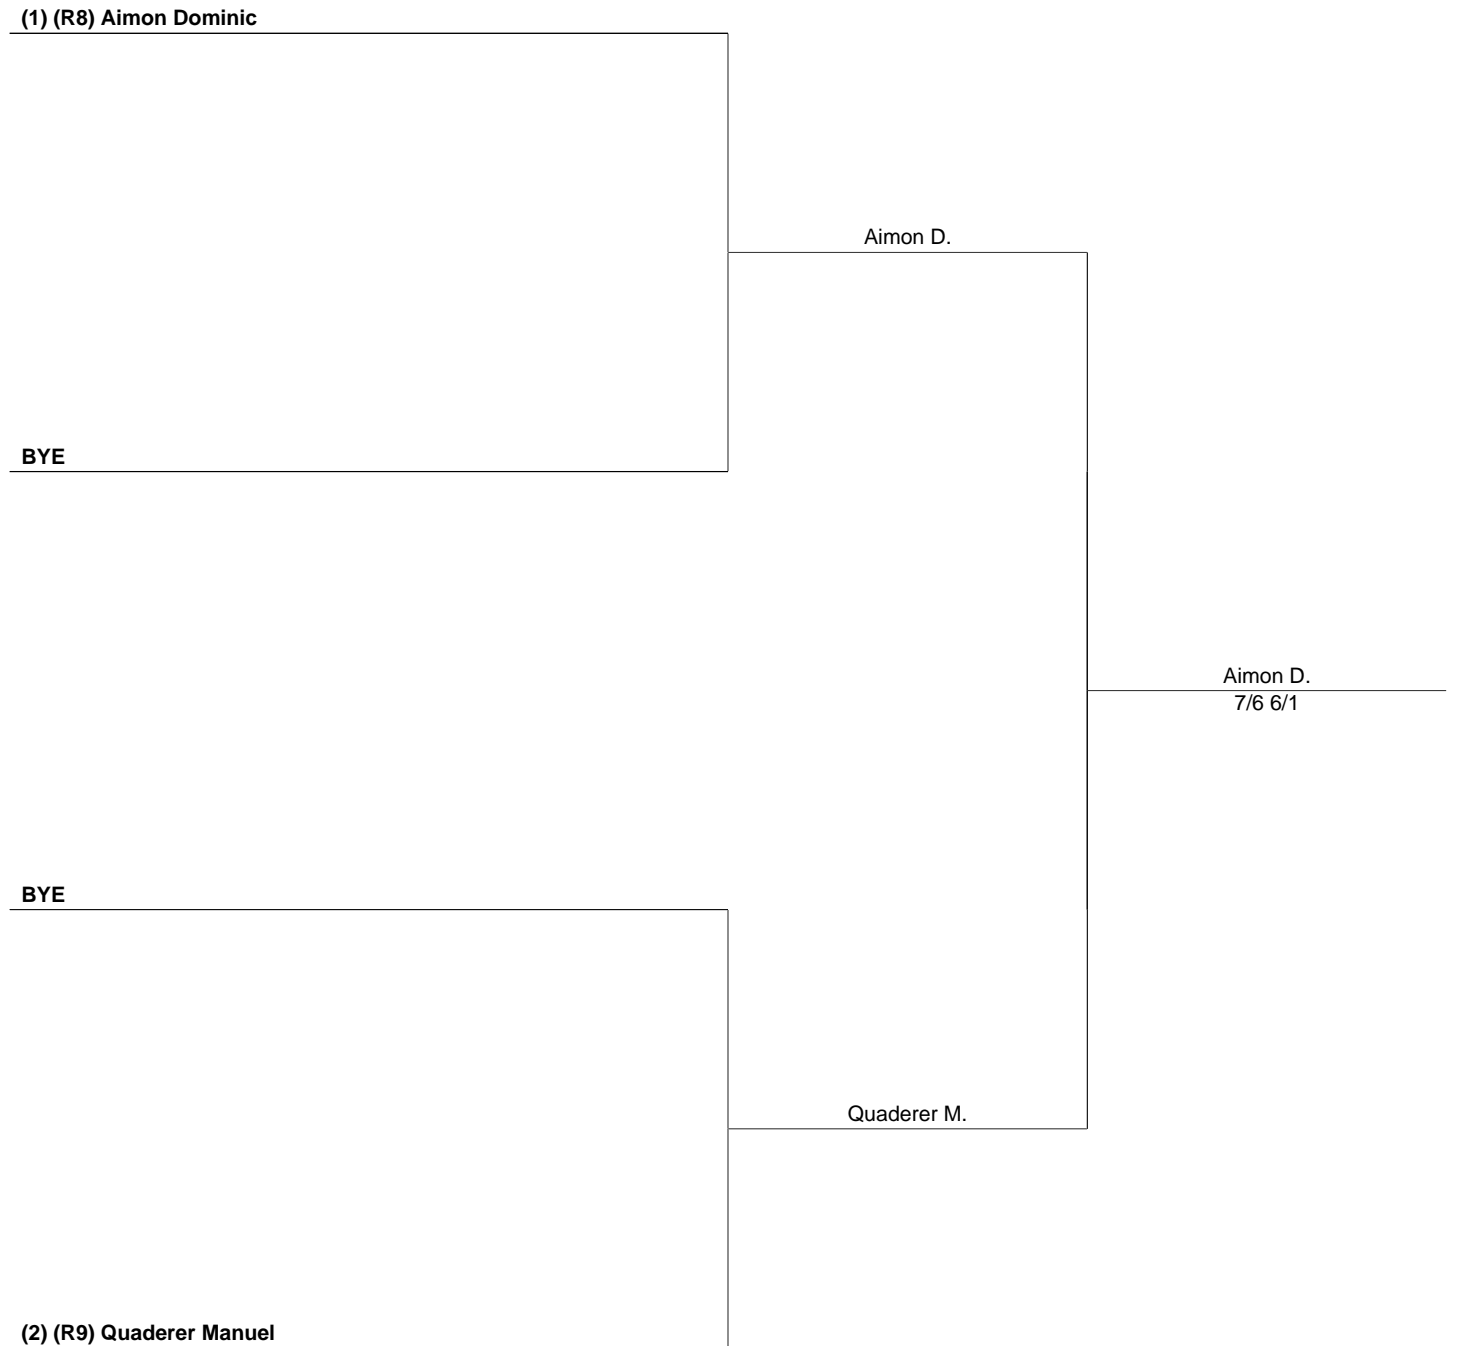 (1) (R8) Aimon Dominic
Aimon D.
BYE
Aimon D.
7/6 6/1
BYE
Quaderer M.
(2) (R9) Quaderer Manuel